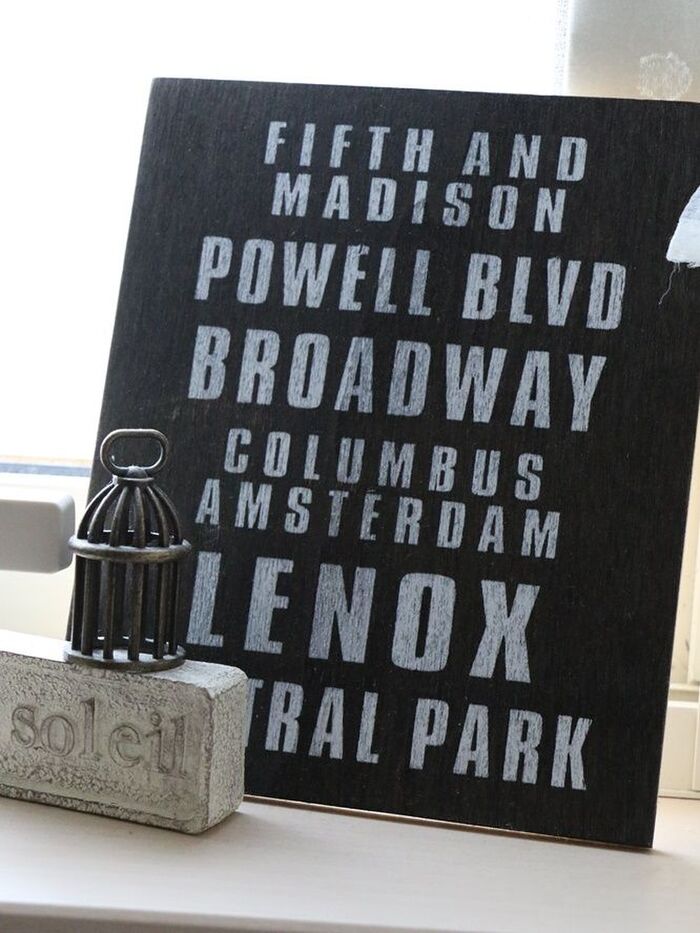 FIFTH AND
MADISON
POWELL BLVD
BROADWAY
COLUMBUS
AMSTERDAM
LENOX
TRAL PARK
soleil